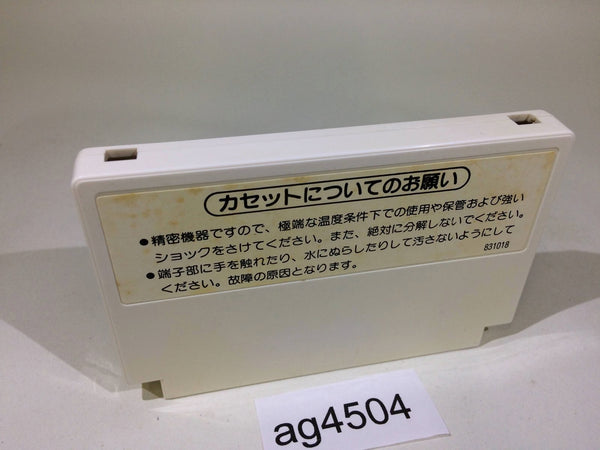 カセットについてのお願い
●精密機器ですので、極端な温度条件下での使用や保管および強い
ショックをさけてください。また、絶対に分解しないでください。
●端子部に手を触れたり、水にぬらしたりして汚さないようにして
ください。故障の原因となります。
831018
ag4504